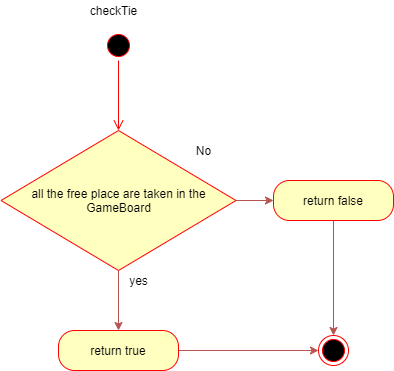 checkTie
No
all the free place are taken in the
GameBoard
return false
yes
return true